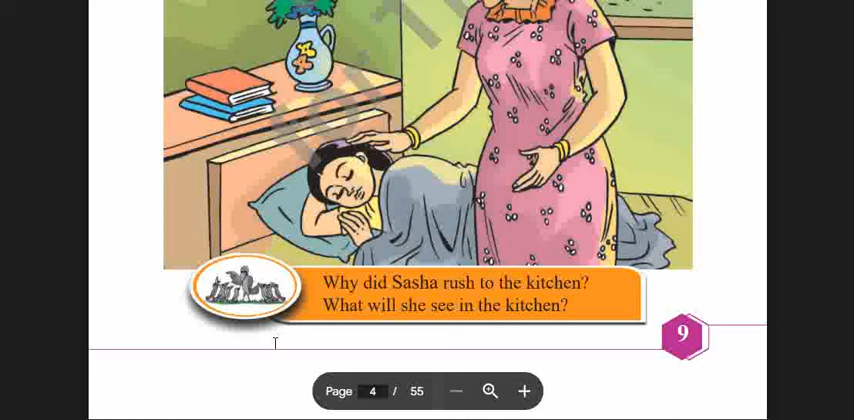 Why did Sasha rush to the kitchen?
What will she see in the kitchen?
9
Page 4 / 55